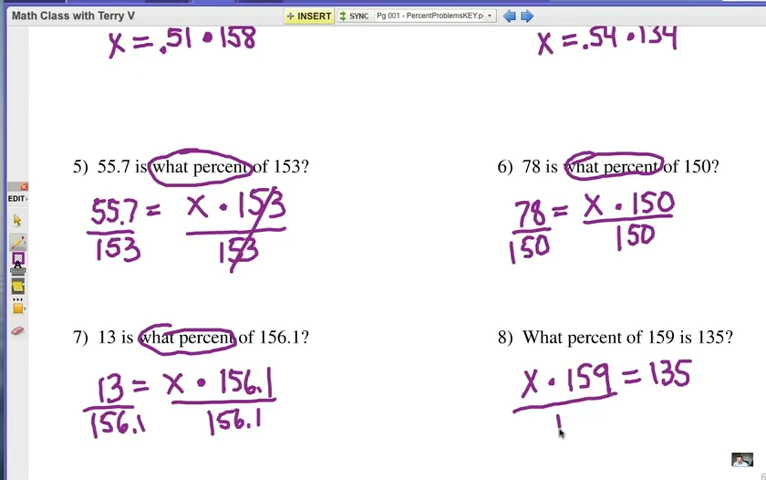 Math Class with Terry V
INSERT
SYNC
Pg 001 - PercentProblemsKEY.p
x = .51 • 158
x = .54 • 134
5) 55.7 is what percent of 153?
55.7 = x • 153
153 153
6) 78 is what percent of 150?
78 = x • 150
150 150
EDIT
7) 13 is what percent of 156.1?
13 = x • 156.1
156.1 156.1
8) What percent of 159 is 135?
x • 159 = 135
1
6